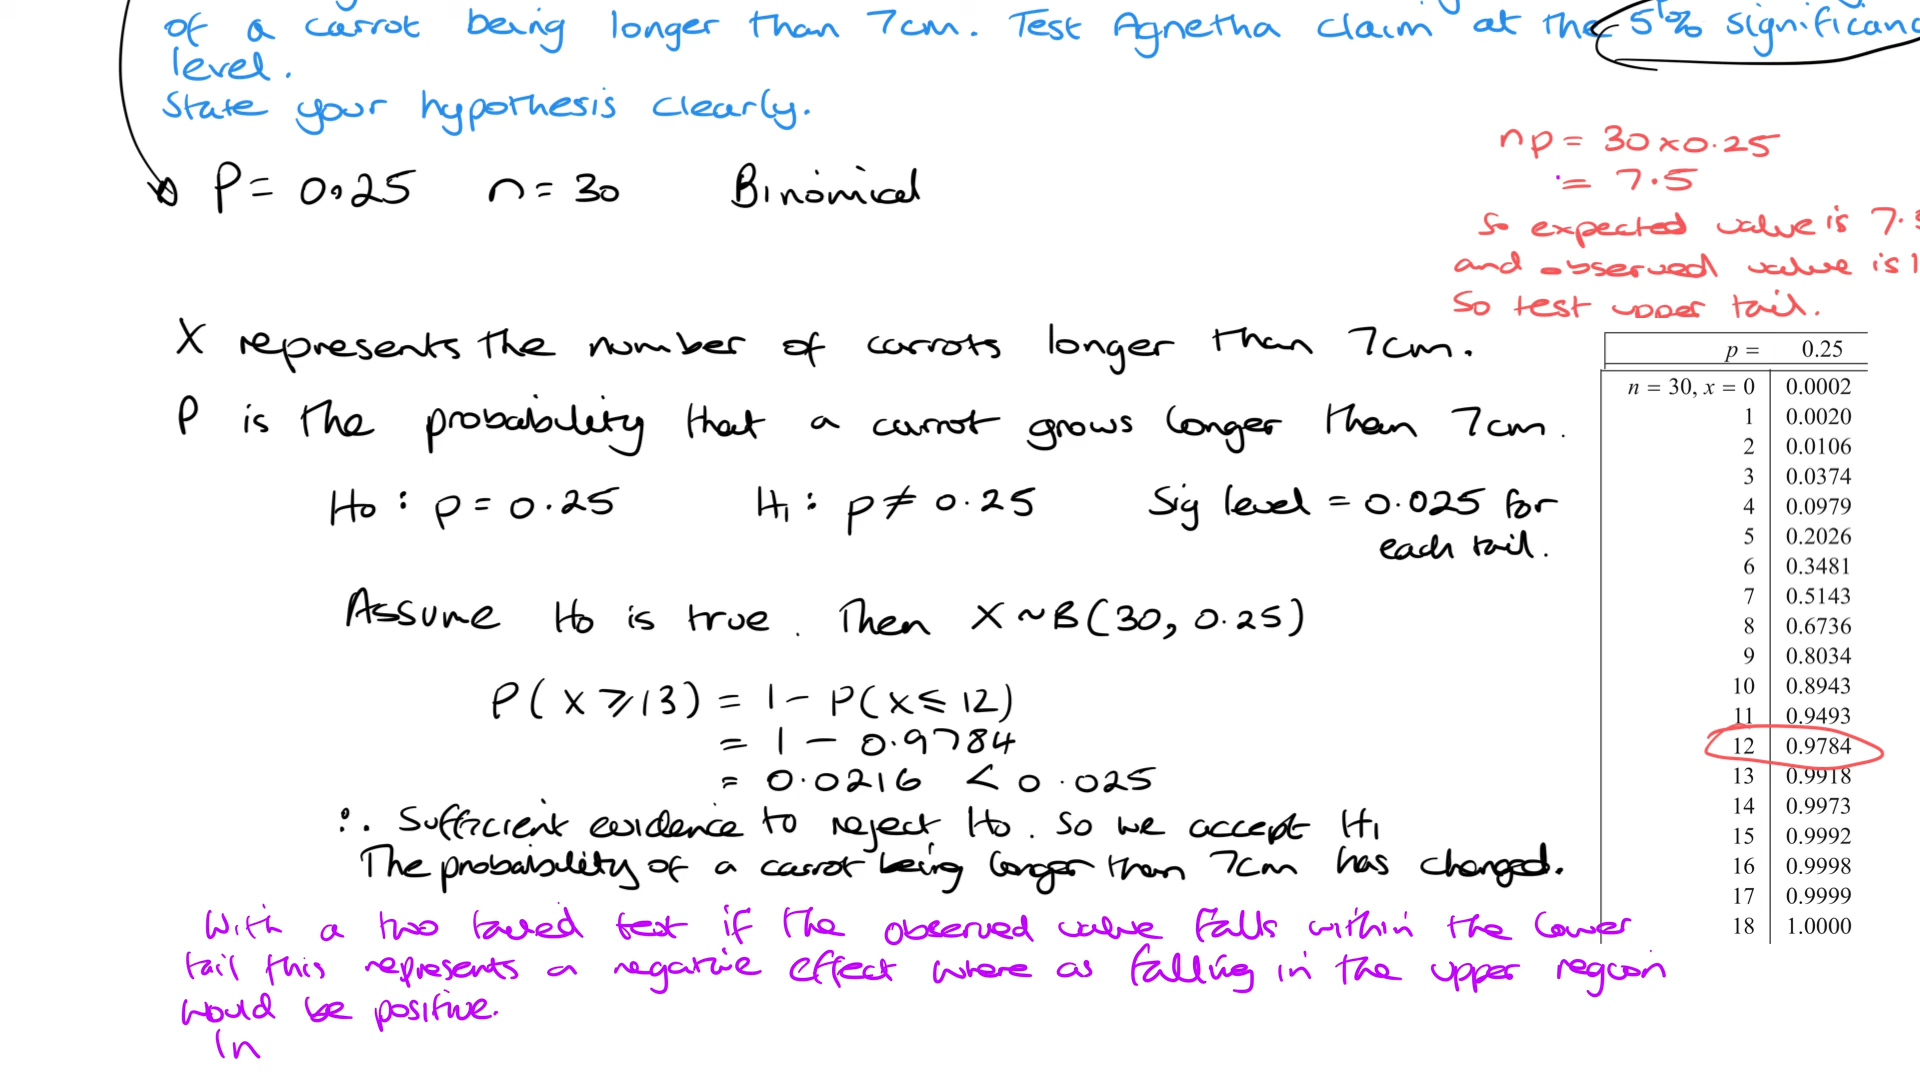 of a carrot being longer than 7cm. Test Agnetha claim at the 5% significanc
level.
State your hypothesis clearly.
np = 30 x 0.25
= 7.5
P = 0.25 n = 30 Binomical
So expected value is 7.5
and observed value is 1
So test upper tail.
X represents the number of carrots longer than 7cm.
P is the probability that a carrot grows longer than 7cm.
H0 : p = 0.25 H1 : p ≠ 0.25 Sig level = 0.025 for
each tail.
Assume H0 is true. Then X ~ B(30, 0.25)
P( X ⩾ 13) = 1 - P(X ⩽ 12)
= 1 - 0.9784
= 0.0216 < 0.025
∴ Sufficient evidence to reject H0. So we accept H1
The probability of a carrot being longer than 7cm has changed.
With a two tailed test if the observed value falls within the lower
tail this represents a negative effect where as falling in the upper region
would be positive.
In
p = 0.25
n = 30, x = 0 0.0002
1 0.0020
2 0.0106
3 0.0374
4 0.0979
5 0.2026
6 0.3481
7 0.5143
8 0.6736
9 0.8034
10 0.8943
11 0.9493
12 0.9784
13 0.9918
14 0.9973
15 0.9992
16 0.9998
17 0.9999
18 1.0000